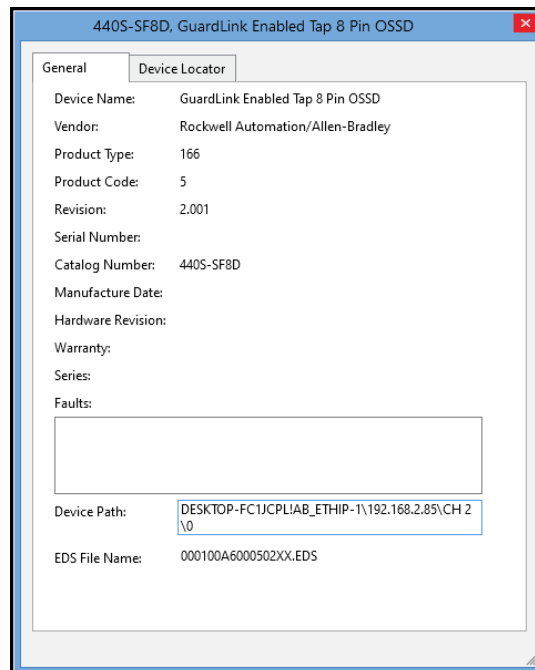 440S-SF8D, GuardLink Enabled Tap 8 Pin OSSD
General Device Locator
Device Name: GuardLink Enabled Tap 8 Pin OSSD
Vendor: Rockwell Automation/Allen-Bradley
Product Type: 166
Product Code: 5
Revision: 2.001
Serial Number:
Catalog Number: 440S-SF8D
Manufacture Date:
Hardware Revision:
Warranty:
Series:
Faults:
Device Path: DESKTOP-FC1JCPL!AB_ETHIP-1\192.168.2.85\CH 2
\0
EDS File Name: 000100A6000502XX.EDS